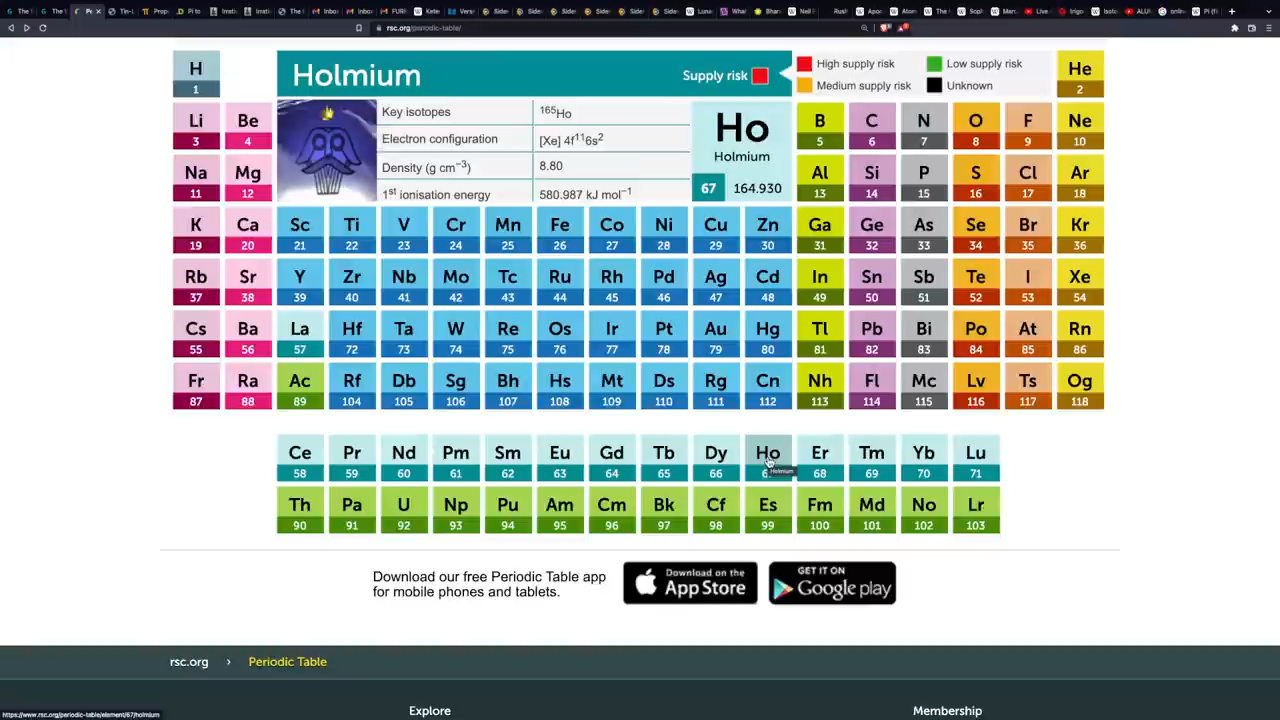 rsc.org/periodic-table/
H
1
Holmium
Supply risk
High supply risk
Low supply risk
Medium supply risk
Unknown
He
2
Key isotopes
165Ho
Electron configuration
[Xe] 4f¹¹6s²
Density (g cm⁻³)
8.80
1st ionisation energy
580.987 kJ mol⁻¹
Ho
Holmium
67 164.930
Li Be B C N O F Ne
3 4 5 6 7 8 9 10
Na Mg Al Si P S Cl Ar
11 12 13 14 15 16 17 18
K Ca Sc Ti V Cr Mn Fe Co Ni Cu Zn Ga Ge As Se Br Kr
19 20 21 22 23 24 25 26 27 28 29 30 31 32 33 34 35 36
Rb Sr Y Zr Nb Mo Tc Ru Rh Pd Ag Cd In Sn Sb Te I Xe
37 38 39 40 41 42 43 44 45 46 47 48 49 50 51 52 53 54
Cs Ba La Hf Ta W Re Os Ir Pt Au Hg Tl Pb Bi Po At Rn
55 56 57 72 73 74 75 76 77 78 79 80 81 82 83 84 85 86
Fr Ra Ac Rf Db Sg Bh Hs Mt Ds Rg Cn Nh Fl Mc Lv Ts Og
87 88 89 104 105 106 107 108 109 110 111 112 113 114 115 116 117 118
Ce Pr Nd Pm Sm Eu Gd Tb Dy Ho Er Tm Yb Lu
58 59 60 61 62 63 64 65 66 68 69 70 71
Holmium
Th Pa U Np Pu Am Cm Bk Cf Es Fm Md No Lr
90 91 92 93 94 95 96 97 98 99 100 101 102 103
Download our free Periodic Table app
for mobile phones and tablets.
Download on the
App Store
GET IT ON
Google play
rsc.org > Periodic Table
https://www.rsc.org/periodic-table/element/67/holmium
Explore
Membership